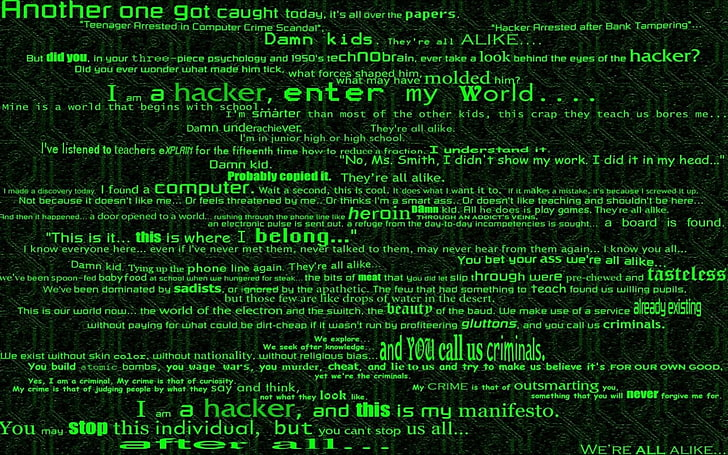 Another one got caught today, it's all over the papers.
"Teenager Arrested in Computer Crime Scandal",
"Hacker Arrested after Bank Tampering"...
Damn kids. They're all ALIKE....
But did you, in your three-piece psychology and 1950's technobrain, ever take a look behind the eyes of the hacker?
Did you ever wonder what made him tick, what forces shaped him, what may have molded him?
I am a hacker, enter my World....
Mine is a world that begins with school...
I'm smarter than most of the other kids, this crap they teach us bores me...
Damn underachiever. They're all alike.
I'm in junior high or high school.
I've listened to teachers eXPLAIN for the fifteenth time how to reduce a fraction. I understand it.
"No, Ms. Smith, I didn't show my work. I did it in my head..."
Damn kid.
Probably copied it. They're all alike.
I made a discovery today. I found a computer. Wait a second, this is cool. It does what I want it to. If it makes a mistake, it's because I screwed it up.
Not because it doesn't like me... Or feels threatened by me.. Or thinks I'm a smart ass.. Or doesn't like teaching and shouldn't be here...
Damn kid. All he does is play games. They're all alike.
And then it happened... a door opened to a world... rushing through the phone line like heroin THROUGH AN ADDICT'S VEINS,
an electronic pulse is sent out, a refuge from the day-to-day incompetencies is sought... a board is found.
"This is it... this is where I belong..."
I know everyone here... even if I've never met them, never talked to them, may never hear from them again... I know you all...
Damn kid. Tying up the phone line again. They're all alike...
You bet your ass we're all alike...
we've been spoon-fed baby food at school when we hungered for steak... the bits of meat that you did let slip through were pre-chewed and tasteless
We've been dominated by sadists, or ignored by the apathetic. The few that had something to teach found us willing pupils,
but those few are like drops of water in the desert.
This is our world now... the world of the electron and the switch, the beauty of the baud. We make use of a service already existing
without paying for what could be dirt-cheap if it wasn't run by profiteering gluttons, and you call us criminals.
We explore...
We seek after knowledge... and YOU call us criminals.
We exist without skin color, without nationality, without religious bias...
You build atomic bombs, you wage wars, you murder, cheat, and lie to us and try to make us believe it's FOR OUR OWN GOOD,
yet we're the criminals.
Yes, I am a criminal. My crime is that of curiosity.
My crime is that of judging people by what they say and think,
not what they look like.
My CRIME is that of outsmarting you,
something that you will never forgive me for.
I am a hacker, and this is my manifesto.
You may stop this individual, but you can't stop us all...
after all...
WE'RE ALL ALIKE.